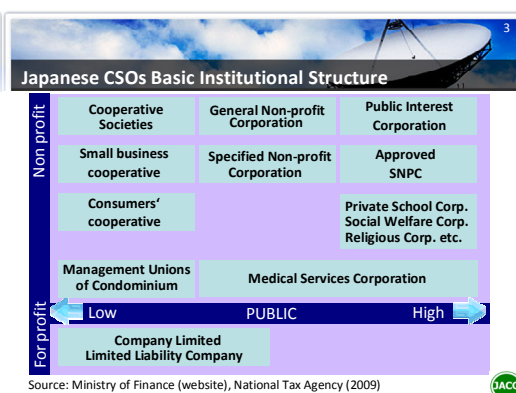 3
Japanese CSOs Basic Institutional Structure
Non profit
Cooperative
Societies
General Non-profit
Corporation
Public Interest
Corporation
Small business
cooperative
Specified Non-profit
Corporation
Approved
SNPC
Consumers‘
cooperative
Private School Corp.
Social Welfare Corp.
Religious Corp. etc.
Management Unions
of Condominium
Medical Services Corporation
Low
PUBLIC
High
For profit
Company Limited
Limited Liability Company
Source: Ministry of Finance (website), National Tax Agency (2009)